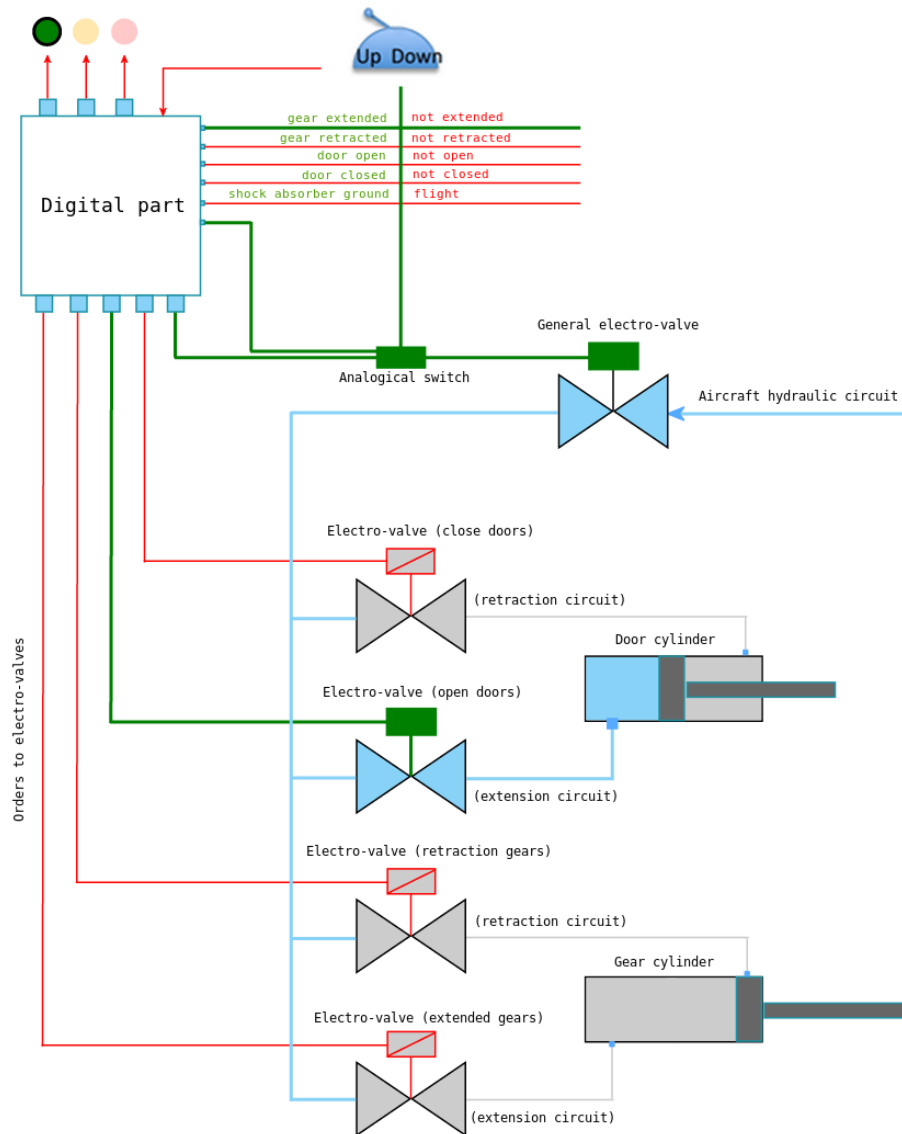 Up Down
gear extended not extended
gear retracted not retracted
door open not open
door closed not closed
shock absorber ground flight
Digital part
General electro-valve
Analogical switch
Aircraft hydraulic circuit
Electro-valve (close doors)
(retraction circuit)
Door cylinder
Orders to electro-valves
Electro-valve (open doors)
(extension circuit)
Electro-valve (retraction gears)
(retraction circuit)
Gear cylinder
Electro-valve (extended gears)
(extension circuit)